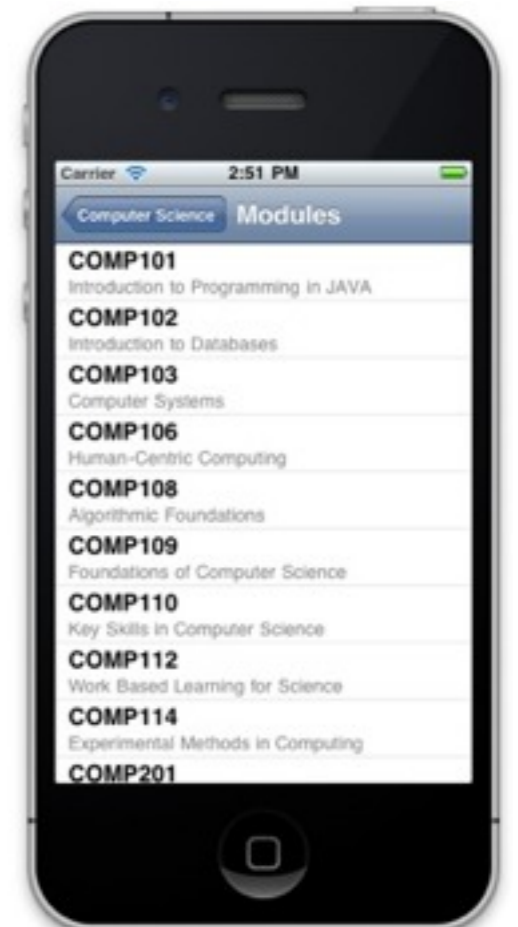 Carrier 2:51 PM
Computer Science Modules
COMP101
Introduction to Programming in JAVA
COMP102
Introduction to Databases
COMP103
Computer Systems
COMP106
Human-Centric Computing
COMP108
Algorithmic Foundations
COMP109
Foundations of Computer Science
COMP110
Key Skills in Computer Science
COMP112
Work Based Learning for Science
COMP114
Experimental Methods in Computing
COMP201